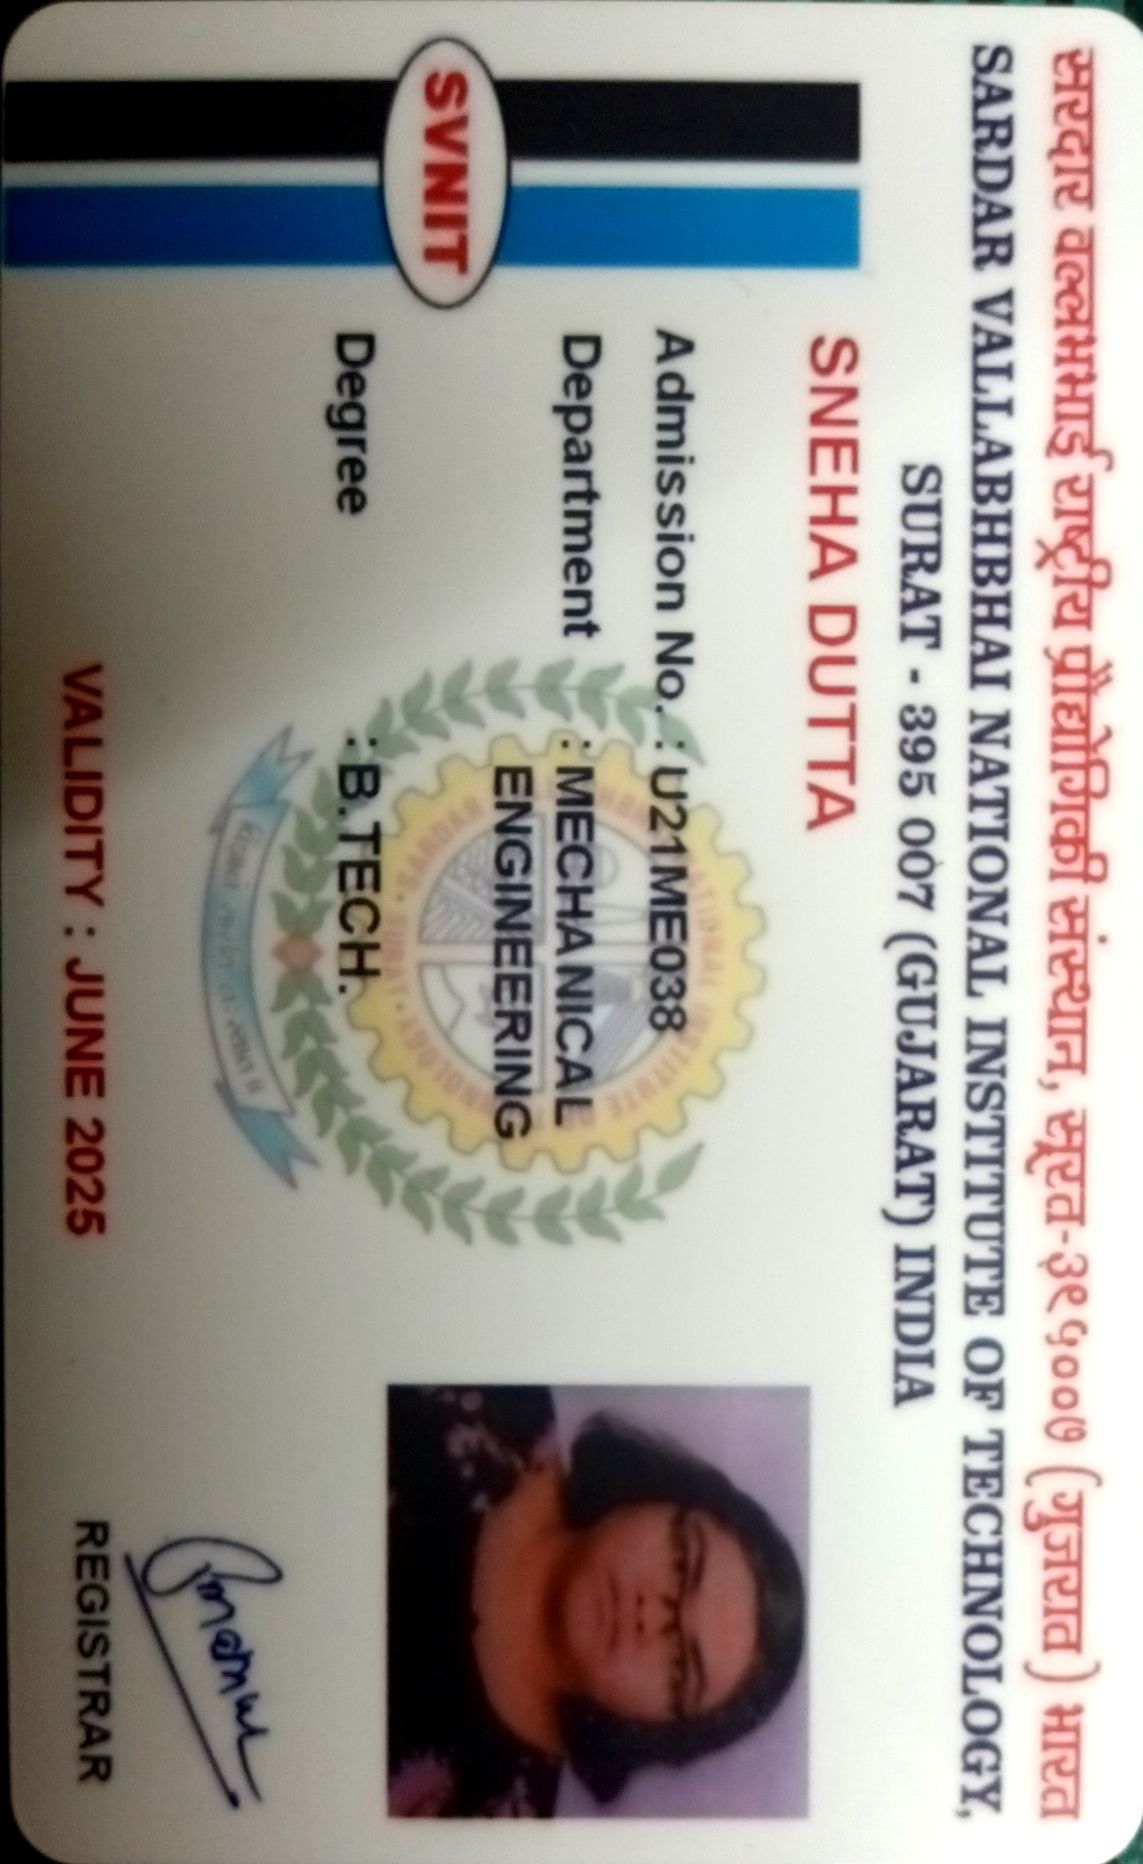 सरदार वल्लभभाई राष्ट्रीय प्रौद्योगिकी संस्थान, सूरत-३९५००७ (गुजरात) भारत
SARDAR VALLABHBHAI NATIONAL INSTITUTE OF TECHNOLOGY,
SURAT - 395 007 (GUJARAT) INDIA
SVNIT
SNEHA DUTTA
Admission No. : U21ME038
Department : MECHANICAL
ENGINEERING
Degree : B.TECH.
VALIDITY : JUNE 2025
REGISTRAR